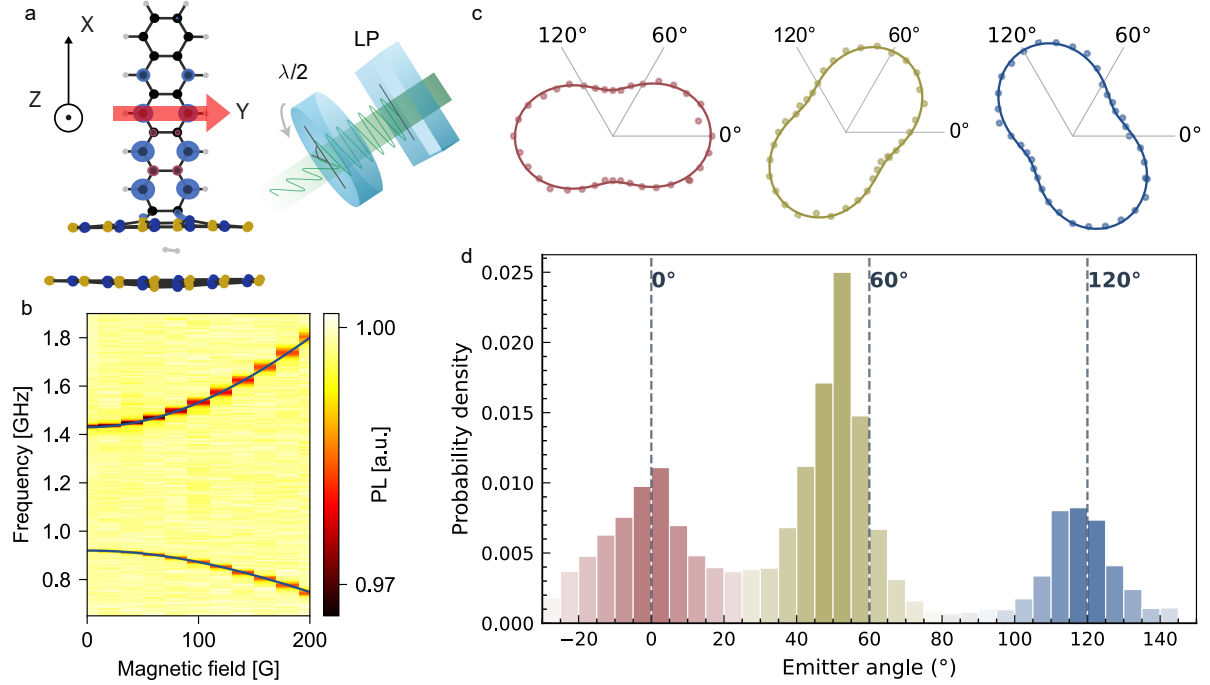 a
X
Z
Y
λ/2
LP
b
Frequency [GHz]
1.8
1.6
1.4
1.2
1.0
0.8
0
100
200
Magnetic field [G]
1.00
0.97
PL [a.u.]
c
120°
60°
0°
120°
60°
0°
120°
60°
0°
d
Probability density
0.025
0.020
0.015
0.010
0.005
0.000
0°
60°
120°
−20
0
20
40
60
80
100
120
140
Emitter angle (°)